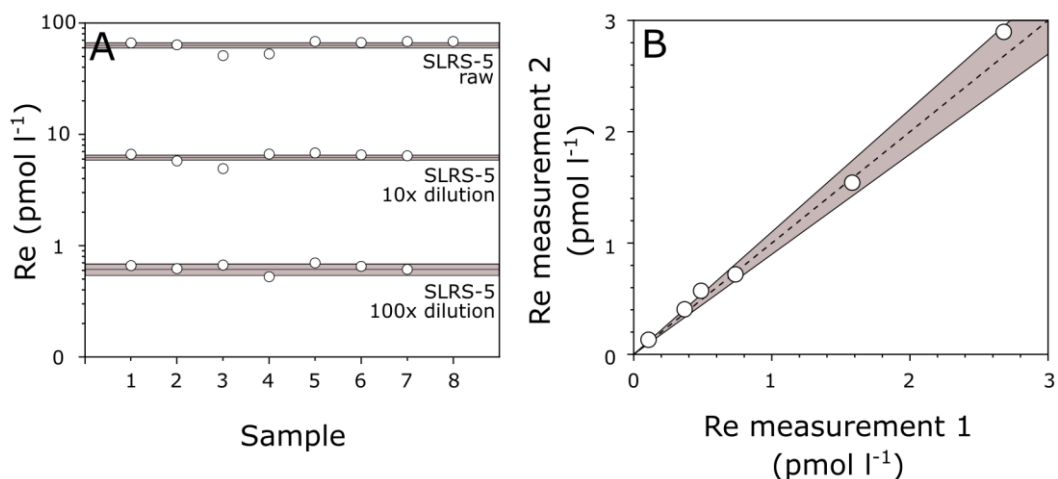 A
Re (pmol l⁻¹)
100
10
1
0
SLRS-5
raw
SLRS-5
10x dilution
SLRS-5
100x dilution
1 2 3 4 5 6 7 8
Sample
B
Re measurement 2
(pmol l⁻¹)
3
2
1
0
0 1 2 3
Re measurement 1
(pmol l⁻¹)